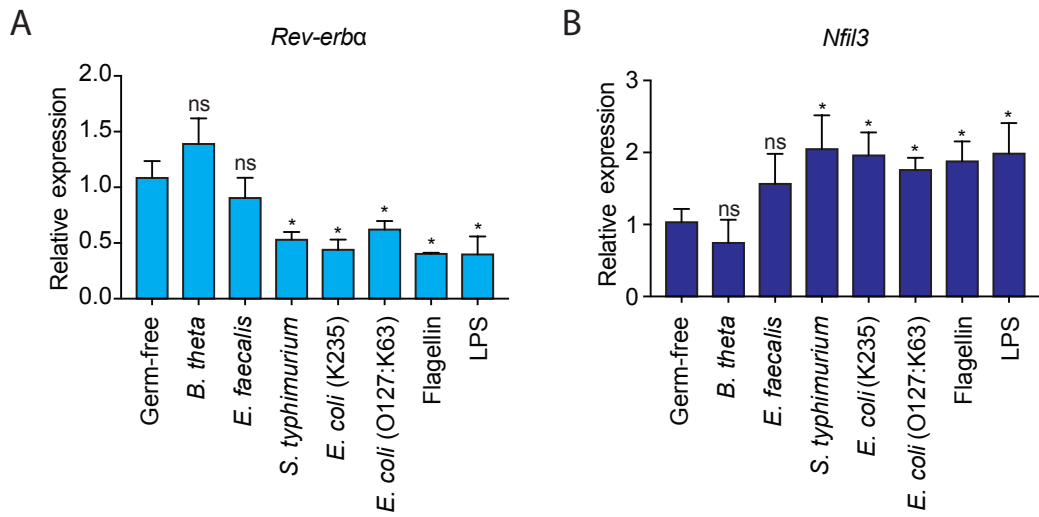 A
Rev-erbα
Relative expression
2.0
1.5
1.0
0.5
0.0
ns
ns
*
*
*
*
*
Germ-free
B. theta
E. faecalis
S. typhimurium
E. coli (K235)
E. coli (O127:K63)
Flagellin
LPS
B
Nfil3
Relative expression
3
2
1
0
ns
ns
*
*
*
*
*
Germ-free
B. theta
E. faecalis
S. typhimurium
E. coli (K235)
E. coli (O127:K63)
Flagellin
LPS